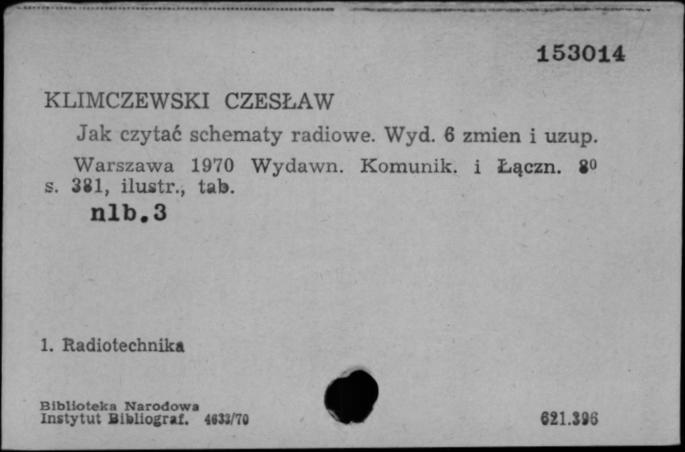 153014
KLIMCZEWSKI CZESŁAW
Jak czytać schematy radiowe. Wyd. 6 zmien i uzup.
Warszawa 1970 Wydawn. Komunik. i Łączn. 8⁰
s. 381, ilustr., tab.
nlb.3
1. Radiotechnika
Biblioteka Narodowa
Instytut Bibliograf. 4633/70
621.396